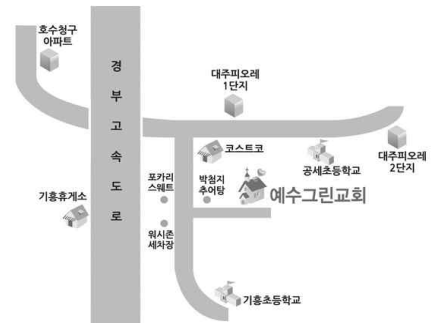 호수청구
아파트
경
부
고
속
도
로
대주피오레
1단지
코스트코
공세초등학교
대주피오레
2단지
포카리
스웨트
박첨지
추어탕
예수그린교회
기흥휴게소
워시존
세차장
기흥초등학교